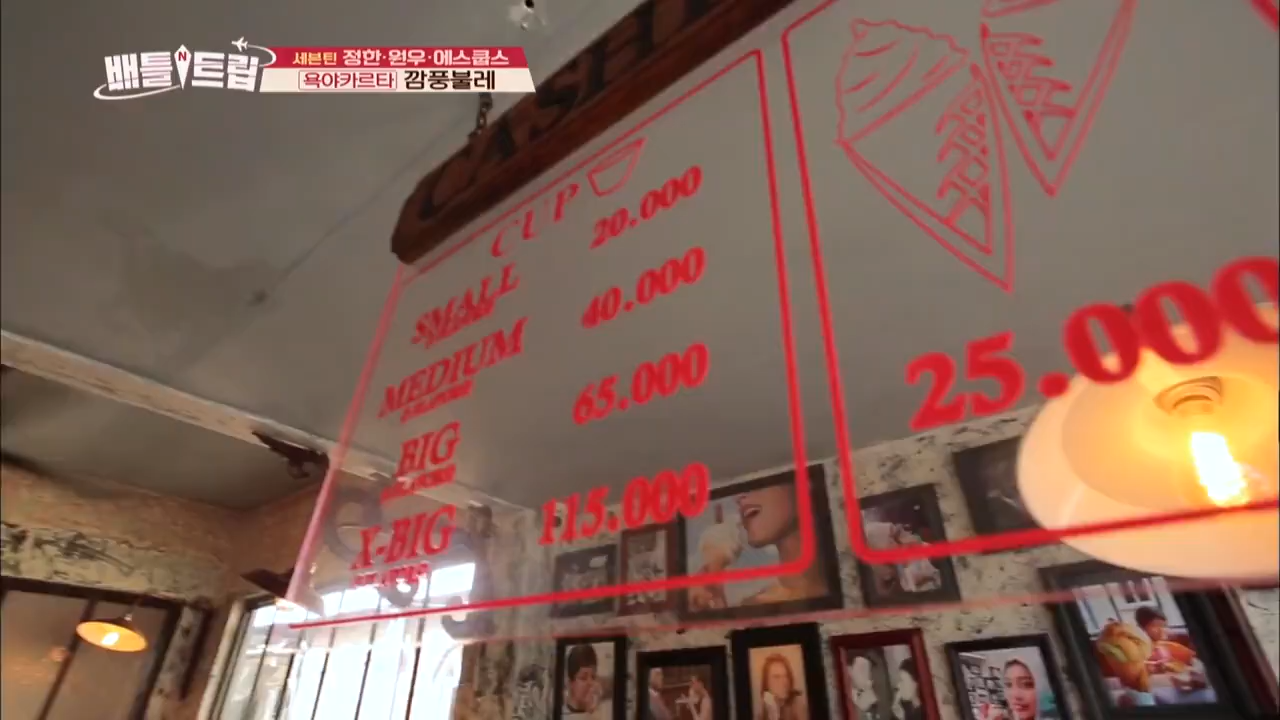 배틀트립
세븐틴 정한·원우·에스쿱스
욕야카르타 깜풍불레
CASHI
CUP
SMALL 20.000
MEDIUM 40.000
BIG 65.000
X-BIG 115.000
25.000